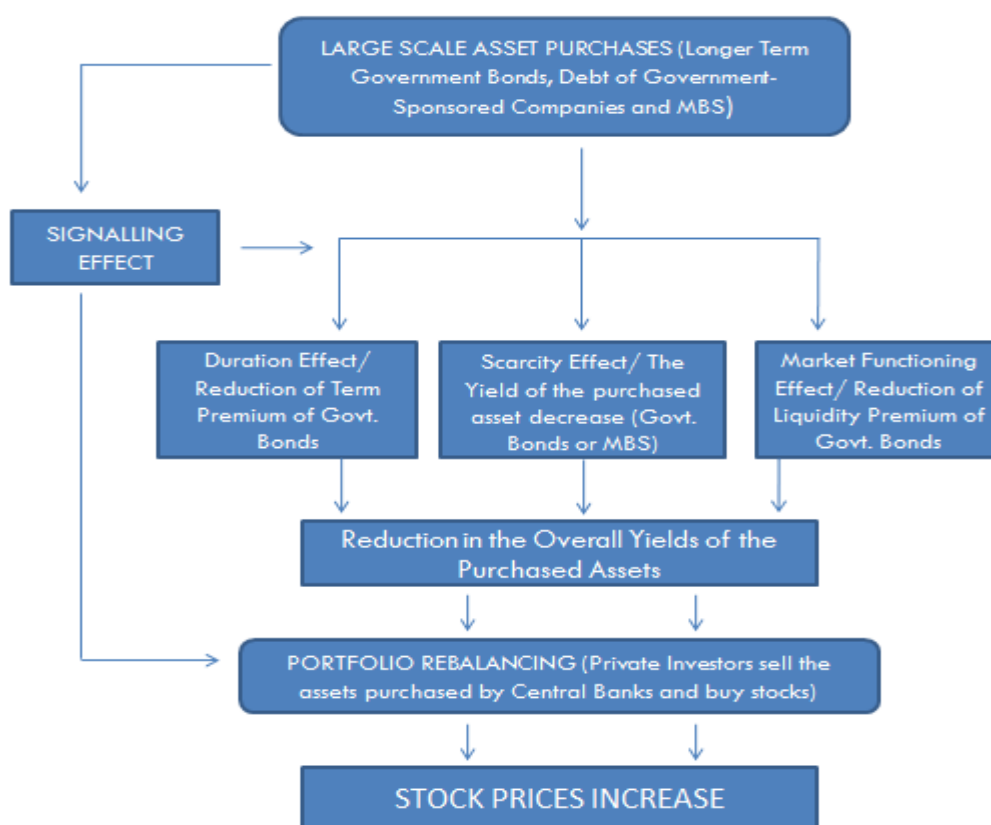 LARGE SCALE ASSET PURCHASES (Longer Term
Government Bonds, Debt of Government-
Sponsored Companies and MBS)
SIGNALLING
EFFECT
Duration Effect/
Reduction of Term
Premium of Govt.
Bonds
Scarcity Effect/ The
Yield of the purchased
asset decrease (Govt.
Bonds or MBS)
Market Functioning
Effect/ Reduction of
Liquidity Premium of
Govt. Bonds
Reduction in the Overall Yields of the
Purchased Assets
PORTFOLIO REBALANCING (Private Investors sell the
assets purchased by Central Banks and buy stocks)
STOCK PRICES INCREASE